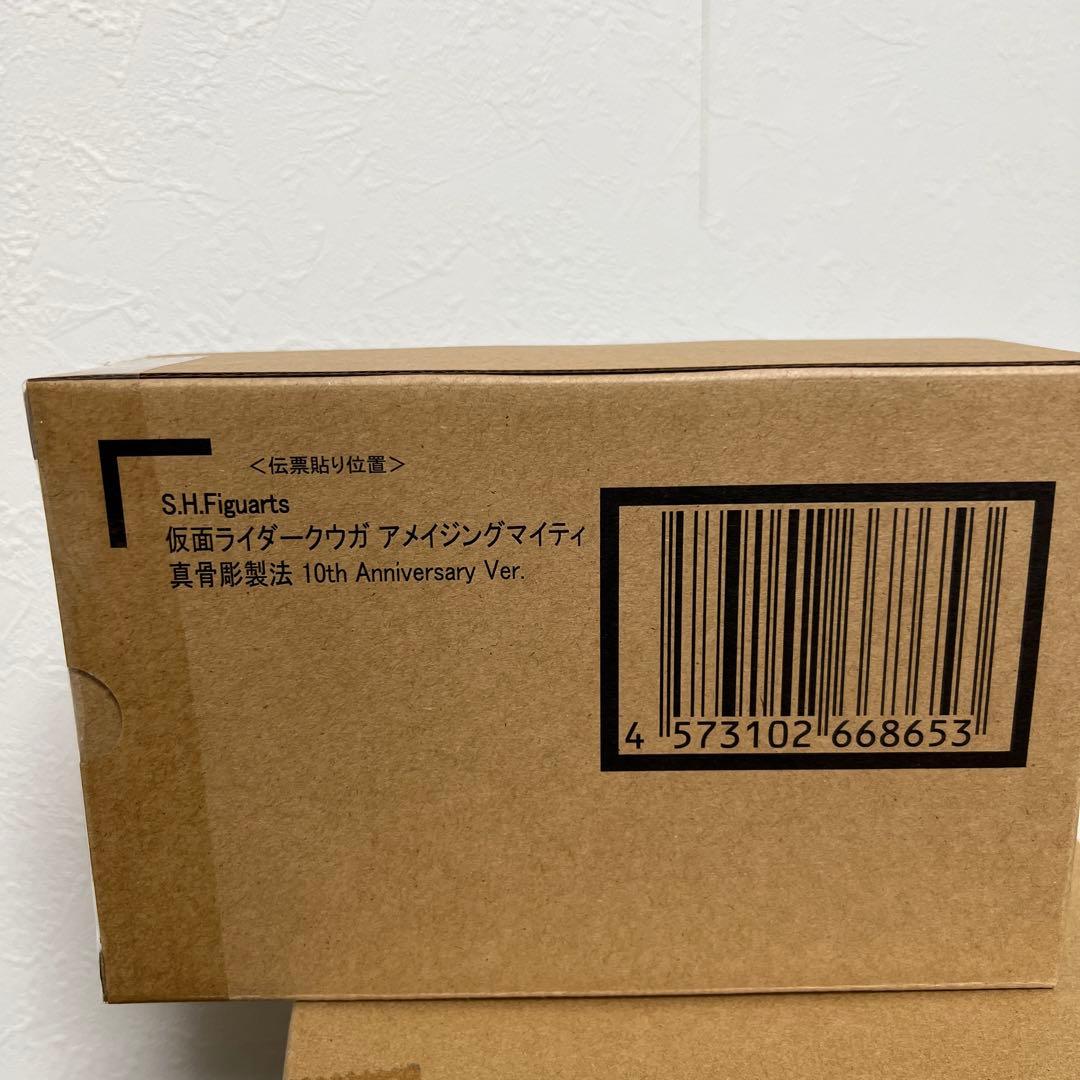 ＜伝票貼り位置＞
S.H.Figuarts
仮面ライダークウガ アメイジングマイティ
真骨彫製法 10th Anniversary Ver.
4 573102 668653